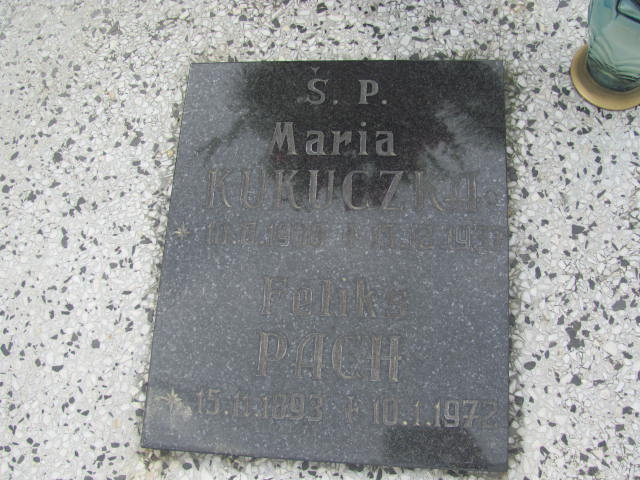 Š. P.
Maria
KUKUCZKA
Feliks
PACH
* 15.11.1893 + 10.1.1972